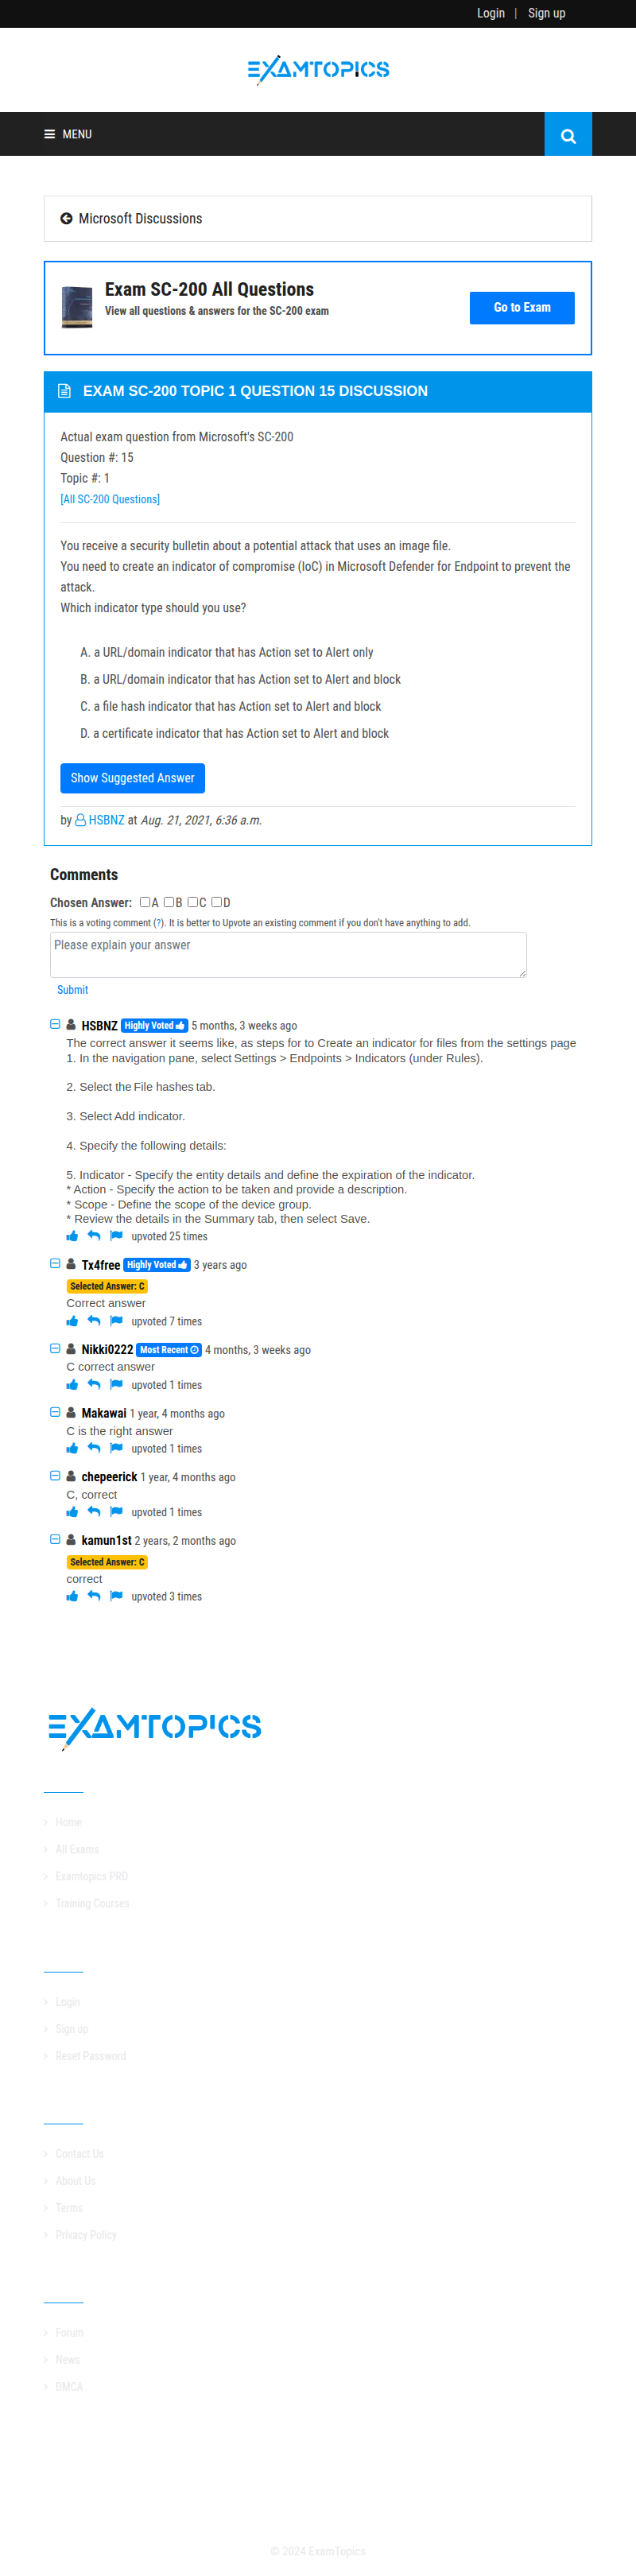 Login | Sign up
EXAMTOPICS
MENU
Microsoft Discussions
Exam SC-200 All Questions
View all questions & answers for the SC-200 exam
Go to Exam
EXAM SC-200 TOPIC 1 QUESTION 15 DISCUSSION
Actual exam question from Microsoft's SC-200
Question #: 15
Topic #: 1
[All SC-200 Questions]
You receive a security bulletin about a potential attack that uses an image file.
You need to create an indicator of compromise (IoC) in Microsoft Defender for Endpoint to prevent the
attack.
Which indicator type should you use?
A. a URL/domain indicator that has Action set to Alert only
B. a URL/domain indicator that has Action set to Alert and block
C. a file hash indicator that has Action set to Alert and block
D. a certificate indicator that has Action set to Alert and block
Show Suggested Answer
by HSBNZ at Aug. 21, 2021, 6:36 a.m.
Comments
Chosen Answer: A B C D
This is a voting comment (?). It is better to Upvote an existing comment if you don't have anything to add.
Please explain your answer
Submit
HSBNZ Highly Voted 5 months, 3 weeks ago
The correct answer it seems like, as steps for to Create an indicator for files from the settings page
1. In the navigation pane, select Settings > Endpoints > Indicators (under Rules).
2. Select the File hashes tab.
3. Select Add indicator.
4. Specify the following details:
5. Indicator - Specify the entity details and define the expiration of the indicator.
* Action - Specify the action to be taken and provide a description.
* Scope - Define the scope of the device group.
* Review the details in the Summary tab, then select Save.
upvoted 25 times
Tx4free Highly Voted 3 years ago
Selected Answer: C
Correct answer
upvoted 7 times
Nikki0222 Most Recent 4 months, 3 weeks ago
C correct answer
upvoted 1 times
Makawai 1 year, 4 months ago
C is the right answer
upvoted 1 times
chepeerick 1 year, 4 months ago
C, correct
upvoted 1 times
kamun1st 2 years, 2 months ago
Selected Answer: C
correct
upvoted 3 times
EXAMTOPICS
Home
All Exams
Examtopics PRO
Training Courses
Login
Sign up
Reset Password
Contact Us
About Us
Terms
Privacy Policy
Forum
News
DMCA
© 2024 ExamTopics